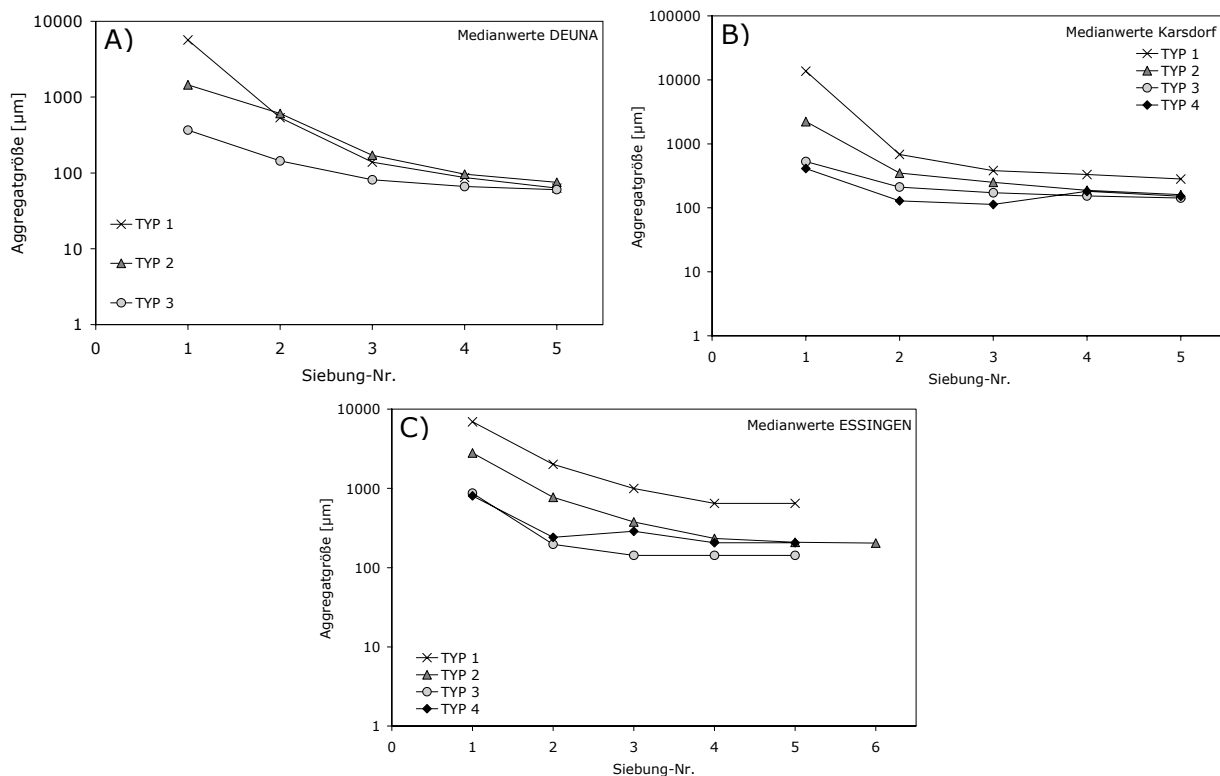 A)
Medianwerte DEUNA
Aggregatgröße [µm]
10000
1000
100
10
1
TYP 1
TYP 2
TYP 3
0 1 2 3 4 5
Siebung-Nr.
B)
Medianwerte Karsdorf
TYP 1
TYP 2
TYP 3
TYP 4
Aggregatgröße [µm]
100000
10000
1000
100
10
1
0 1 2 3 4 5
Siebung-Nr.
C)
Medianwerte ESSINGEN
Aggregatgröße [µm]
10000
1000
100
10
1
TYP 1
TYP 2
TYP 3
TYP 4
0 1 2 3 4 5 6
Siebung-Nr.